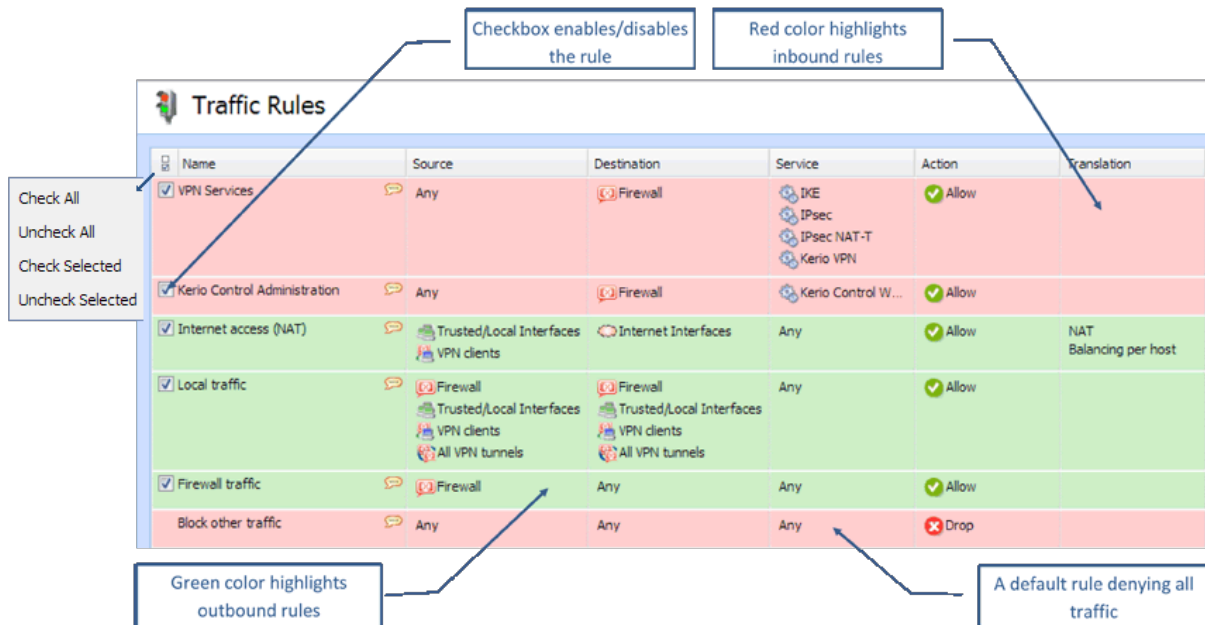 Checkbox enables/disables
the rule
Red color highlights
inbound rules
Traffic Rules
Name Source Destination Service Action Translation
Check All
Uncheck All
Check Selected
Uncheck Selected
VPN Services Any Firewall IKE Allow
IPsec
IPsec NAT-T
Kerio VPN
Kerio Control Administration Any Firewall Kerio Control W... Allow
Internet access (NAT) Trusted/Local Interfaces Internet Interfaces Any Allow NAT
VPN clients Balancing per host
Local traffic Firewall Firewall Any Allow
Trusted/Local Interfaces Trusted/Local Interfaces
VPN clients VPN clients
All VPN tunnels All VPN tunnels
Firewall traffic Firewall Any Any Allow
Block other traffic Any Any Any Drop
Green color highlights
outbound rules
A default rule denying all
traffic